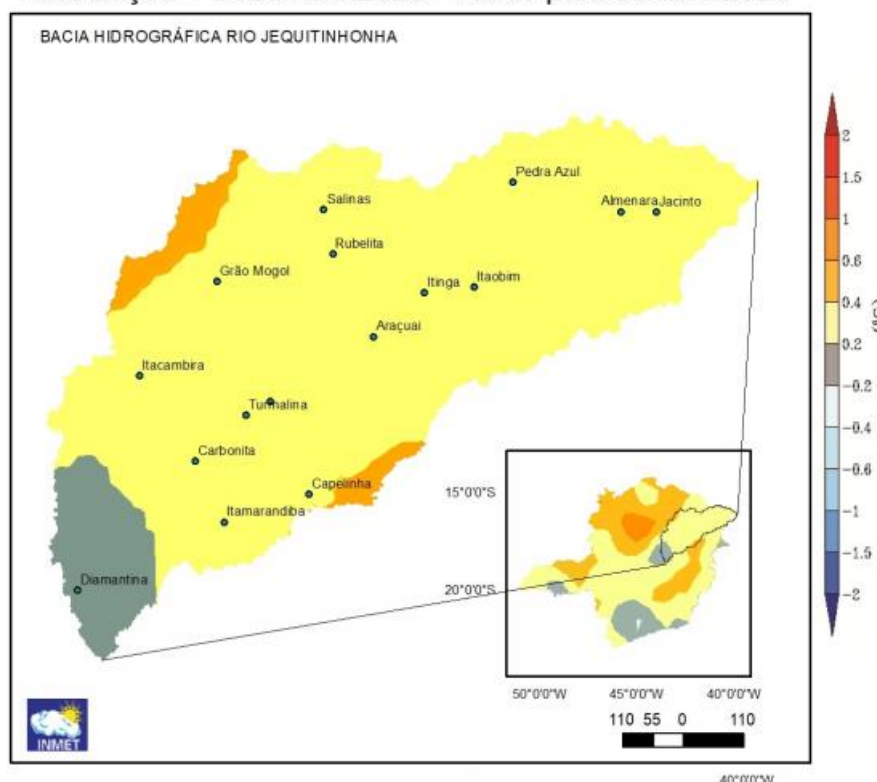 BACIA HIDROGRÁFICA RIO JEQUITINHONHA
Pedra Azul
Salinas
Almenara
Jacinto
Rubelita
Grão Mogol
Itinga
Itaobim
Araçuai
Itacambira
Turmalina
Carbonita
Capelinha
Itamarandiba
Diamantina
15°0'0"S
20°0'0"S
50°0'0"W
45°0'0"W
40°0'0"W
110 55 0 110
INMET
2
1.5
1
0.6
0.4
0.2
-0.2
-0.4
-0.6
-1
-1.5
-2
(ºC)
40°0'0"W